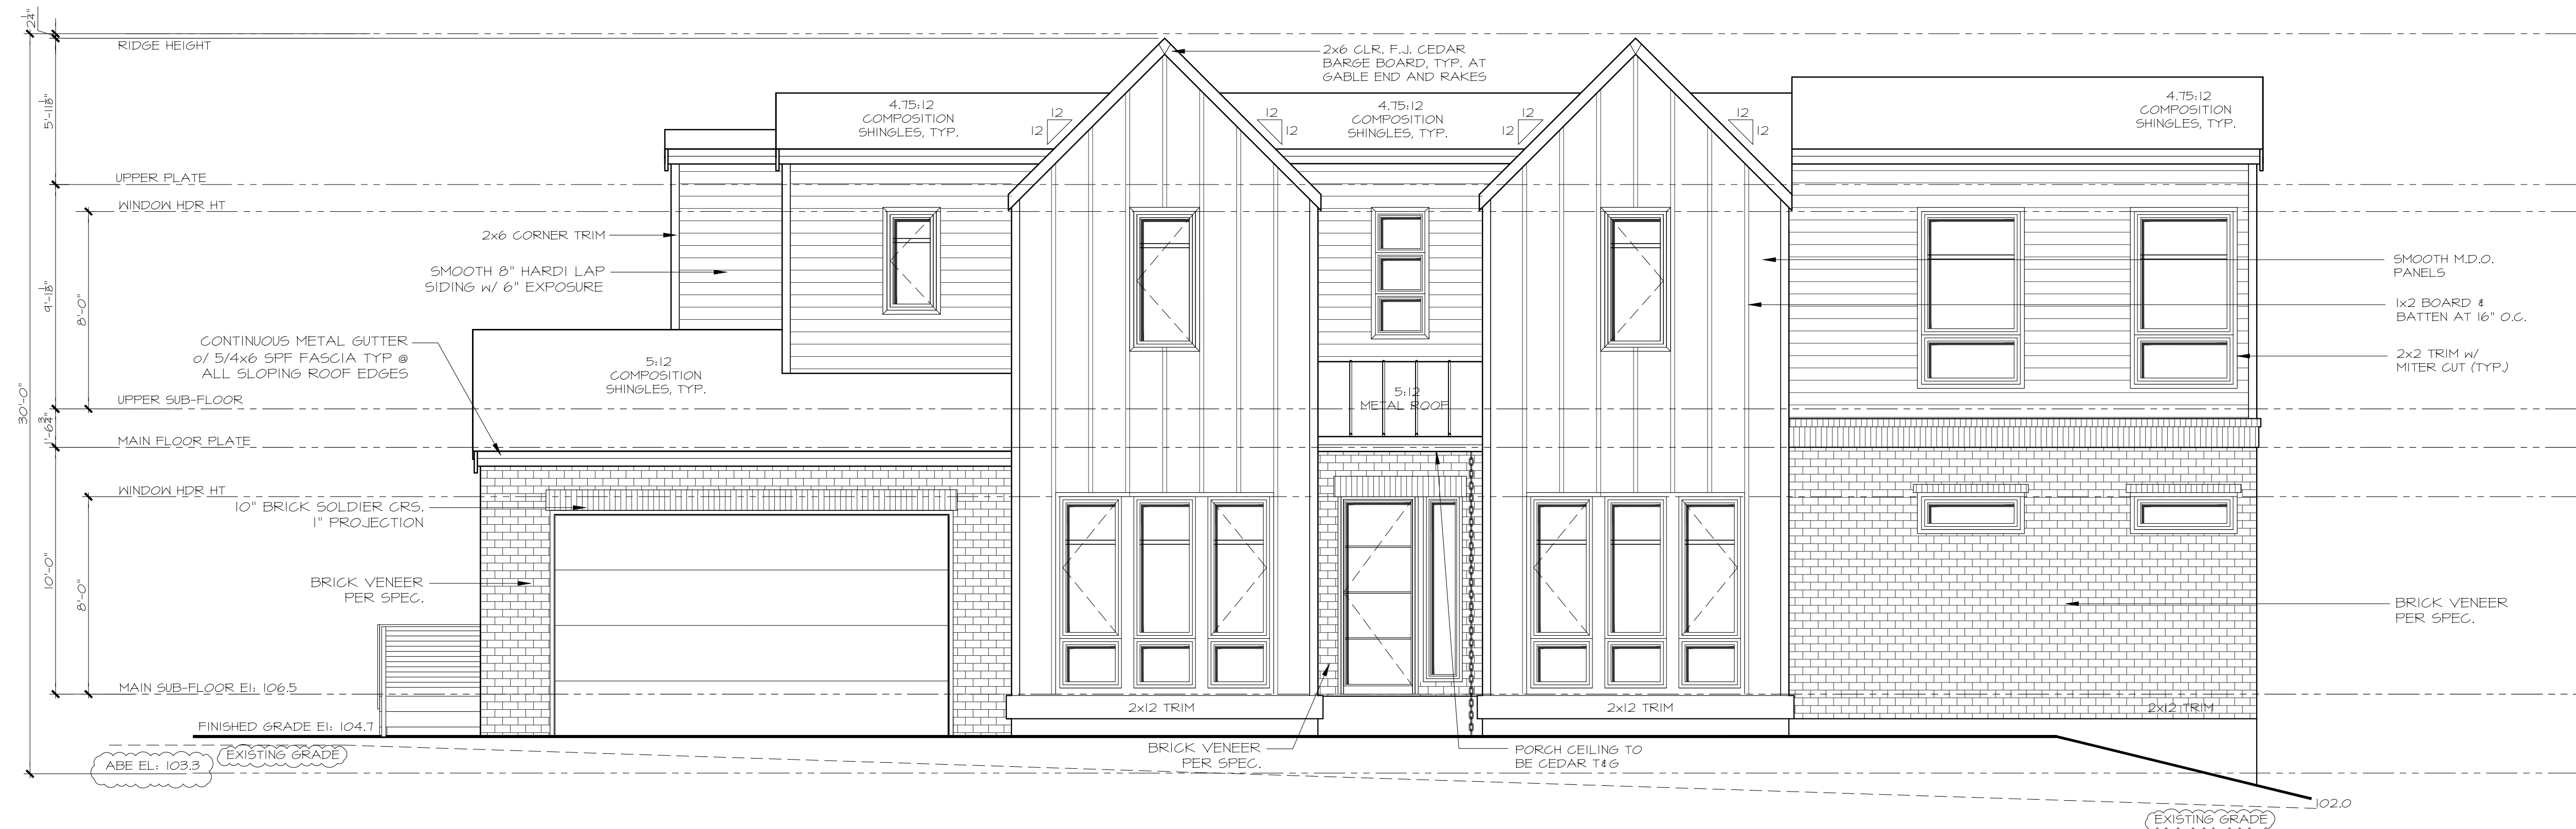 2 1/4"
RIDGE HEIGHT
2x6 CLR. F.J. CEDAR
BARGE BOARD, TYP. AT
GABLE END AND RAKES
4.75:12
COMPOSITION
SHINGLES, TYP.
12
12
12
12
4.75:12
COMPOSITION
SHINGLES, TYP.
12
12
12
12
4.75:12
COMPOSITION
SHINGLES, TYP.
UPPER PLATE
WINDOW HDR HT
2x6 CORNER TRIM
SMOOTH 8" HARDI LAP
SIDING W/ 6" EXPOSURE
SMOOTH M.D.O.
PANELS
1x2 BOARD &
BATTEN AT 16" O.C.
8'-0"
CONTINUOUS METAL GUTTER
o/ 5/4x6 SPF FASCIA TYP @
ALL SLOPING ROOF EDGES
5:12
COMPOSITION
SHINGLES, TYP.
5:12
METAL ROOF
2x2 TRIM W/
MITER CUT (TYP.)
30'-0"
UPPER SUB-FLOOR
1'-6 3/4"
MAIN FLOOR PLATE
WINDOW HDR HT
10" BRICK SOLDIER CRS.
1" PROJECTION
10'-0"
8'-0"
BRICK VENEER
PER SPEC.
BRICK VENEER
PER SPEC.
MAIN SUB-FLOOR El: 106.5
2x12 TRIM
2x12 TRIM
2x12 TRIM
FINISHED GRADE El: 104.7
EXISTING GRADE
ABE EL: 103.3
BRICK VENEER
PER SPEC.
PORCH CEILING TO
BE CEDAR T&G
102.0
EXISTING GRADE